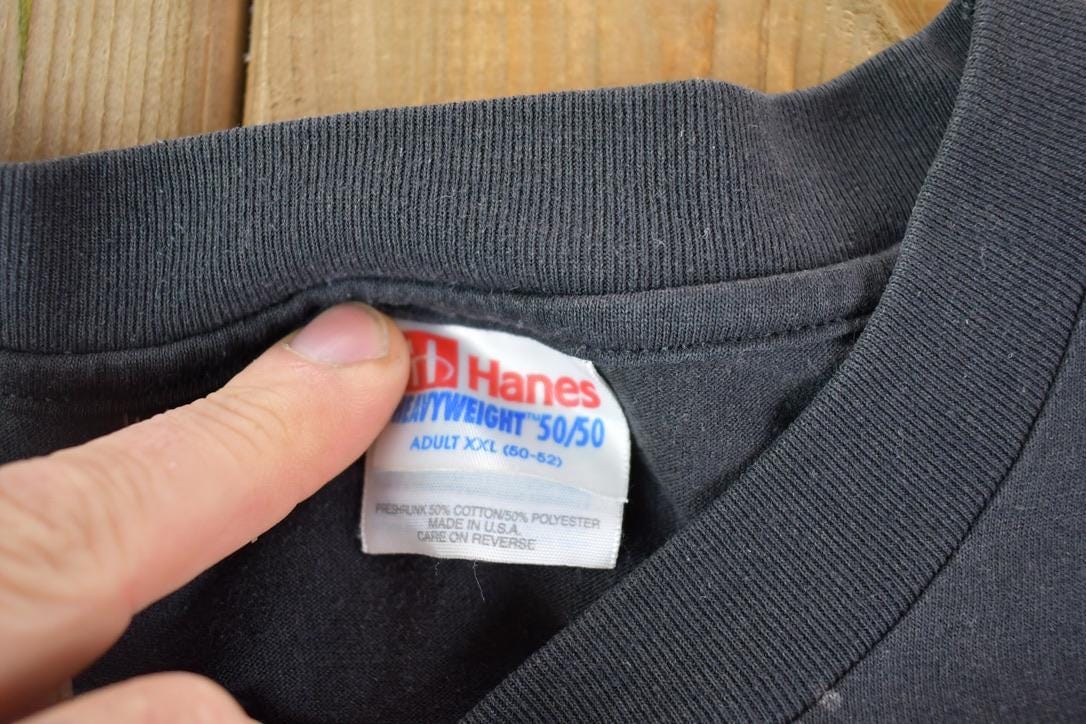 Hanes
HEAVYWEIGHT™ 50/50
ADULT XXL (50-52)
PRESHRUNK 50% COTTON/50% POLYESTER
MADE IN U.S.A.
CARE ON REVERSE